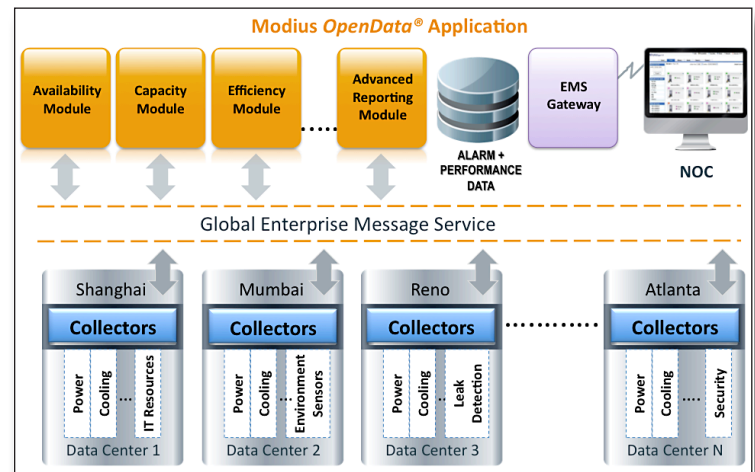 Modius OpenData® Application
Availability
Module
Capacity
Module
Efficiency
Module
.....
Advanced
Reporting
Module
ALARM +
PERFORMANCE
DATA
EMS
Gateway
NOC
Global Enterprise Message Service
Shanghai
Collectors
Power
Cooling
...
IT Resources
Data Center 1
Mumbai
Collectors
Power
Cooling
...
Environment
Sensors
Data Center 2
Reno
Collectors
Power
Cooling
....
Leak
Detection
Data Center 3
Atlanta
Collectors
Power
Cooling
....
Security
Data Center N